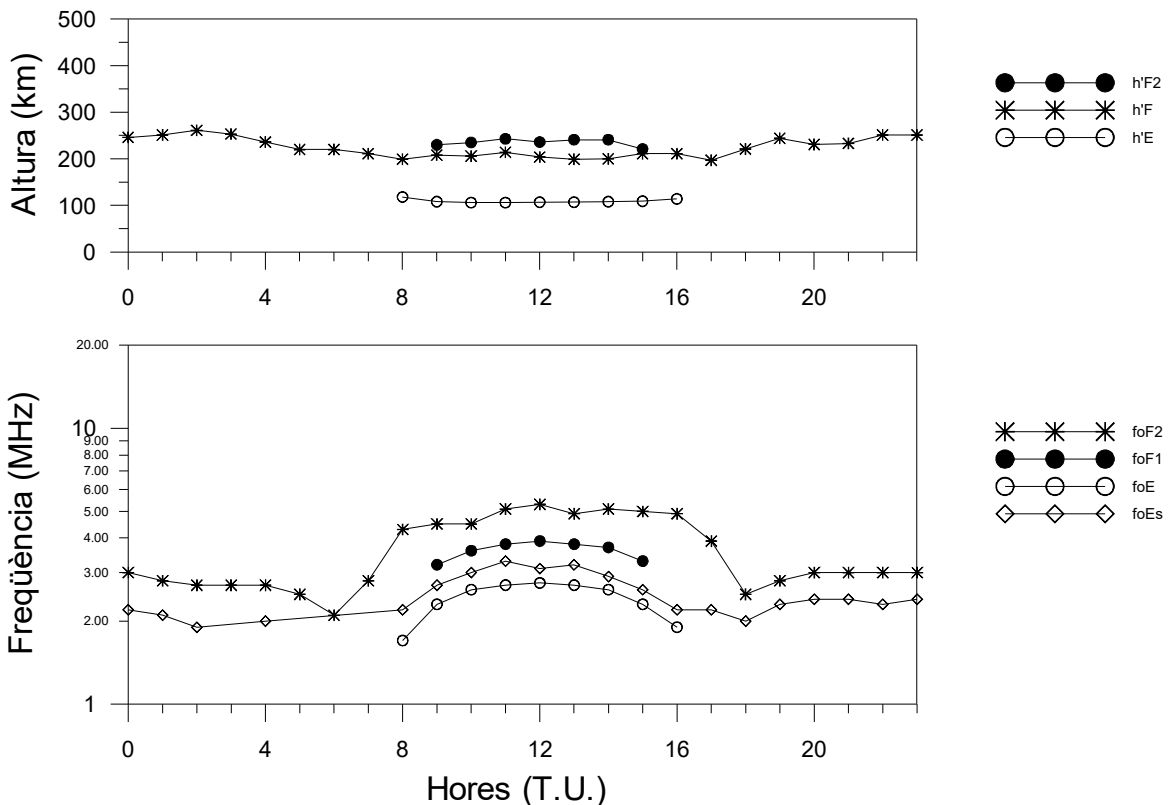 500
400
300
200
100
0
Altura (km)
0 4 8 12 16 20
h'F2
h'F
h'E
20.00
10
9.00
8.00
7.00
6.00
5.00
4.00
3.00
2.00
1
Freqüència (MHz)
0 4 8 12 16 20
Hores (T.U.)
foF2
foF1
foE
foEs